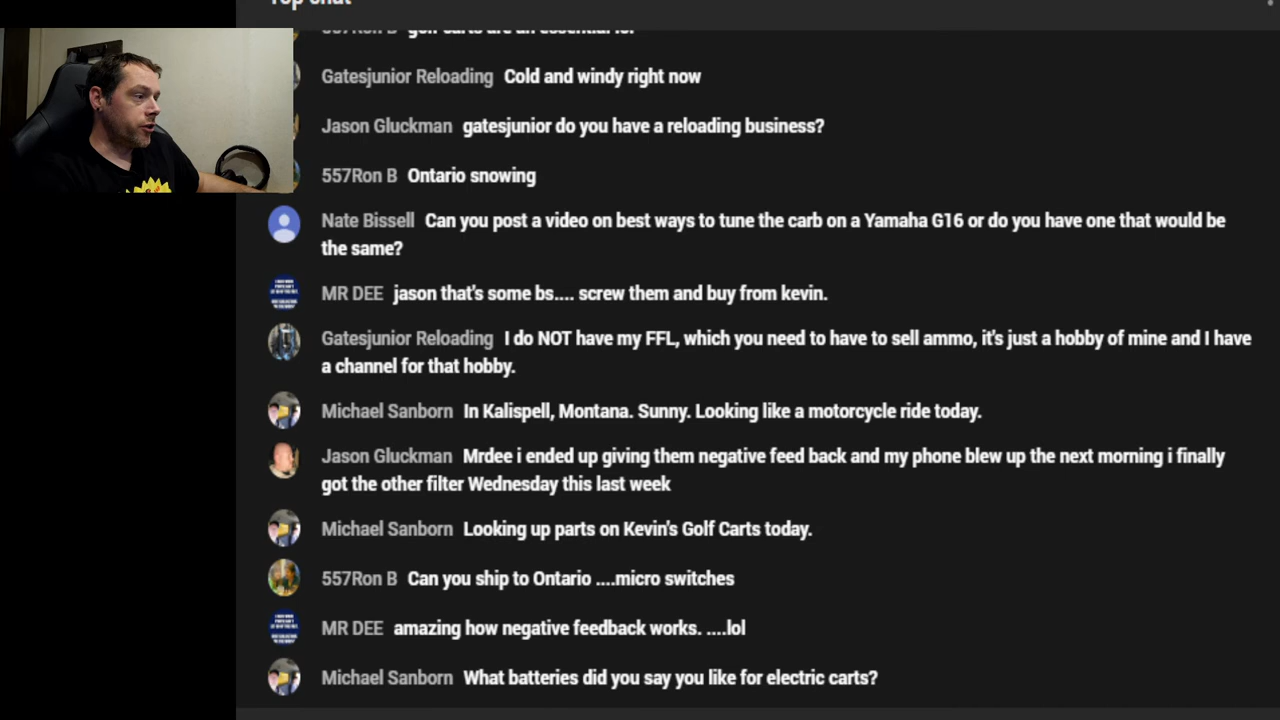 Top chat
557Ron B golf carts are an essential lol
Gatesjunior Reloading Cold and windy right now
Jason Gluckman gatesjunior do you have a reloading business?
557Ron B Ontario snowing
Nate Bissell Can you post a video on best ways to tune the carb on a Yamaha G16 or do you have one that would be
the same?
MR DEE jason that's some bs.... screw them and buy from kevin.
Gatesjunior Reloading I do NOT have my FFL, which you need to have to sell ammo, it's just a hobby of mine and I have
a channel for that hobby.
Michael Sanborn In Kalispell, Montana. Sunny. Looking like a motorcycle ride today.
Jason Gluckman Mrdee i ended up giving them negative feed back and my phone blew up the next morning i finally
got the other filter Wednesday this last week
Michael Sanborn Looking up parts on Kevin's Golf Carts today.
557Ron B Can you ship to Ontario ....micro switches
MR DEE amazing how negative feedback works. ....lol
Michael Sanborn What batteries did you say you like for electric carts?